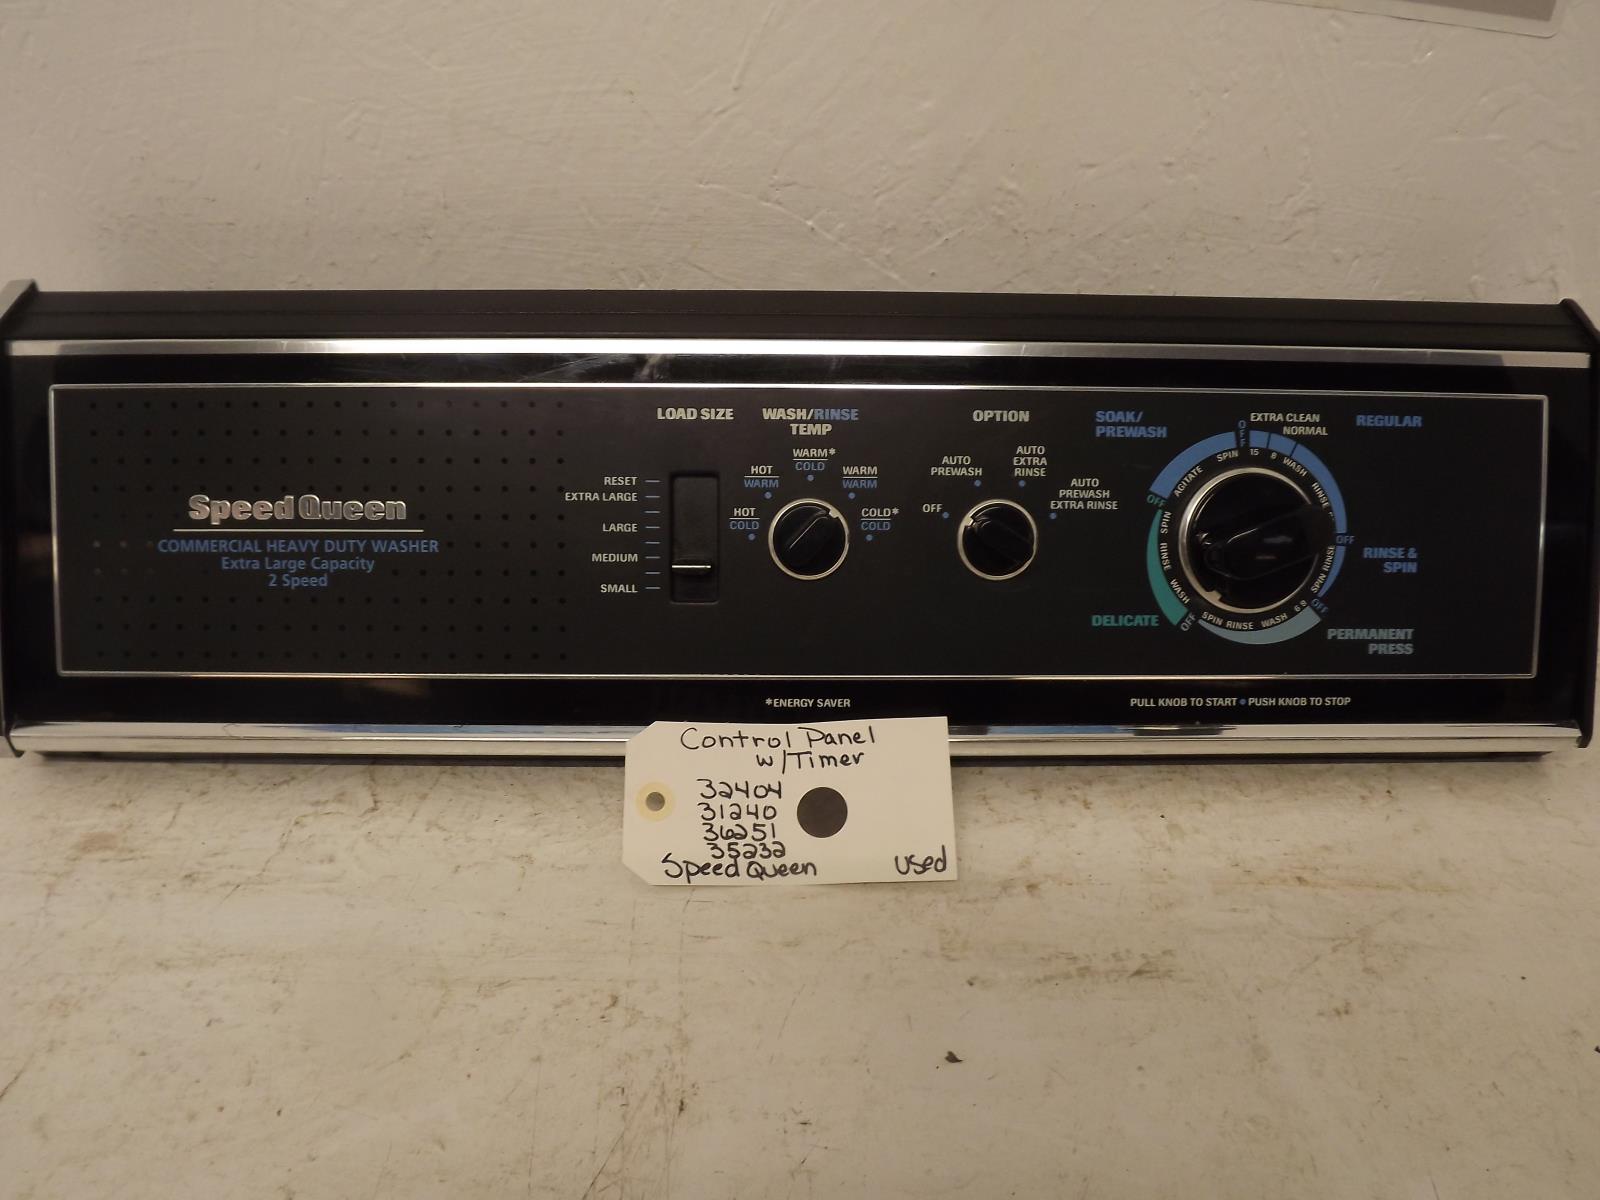 Speed Queen
COMMERCIAL HEAVY DUTY WASHER
Extra Large Capacity
2 Speed
LOAD SIZE
RESET
EXTRA LARGE
LARGE
MEDIUM
SMALL
WASH/RINSE
TEMP
HOT
COLD
HOT
WARM
WARM*
COLD
WARM
WARM
COLD*
COLD
OPTION
OFF
AUTO
PREWASH
AUTO
EXTRA
RINSE
AUTO
PREWASH
EXTRA RINSE
SOAK/
PREWASH
OFF
EXTRA CLEAN
NORMAL
REGULAR
15 8 WASH RINSE
OFF
RINSE &
SPIN
SPIN RINSE
OFF
PERMANENT
PRESS
SPIN RINSE WASH 6 8
OFF
DELICATE
SPIN RINSE WASH
OFF
AGITATE SPIN
*ENERGY SAVER
PULL KNOB TO START • PUSH KNOB TO STOP
Control Panel
w/Timer
32404
31240
36251
35232
Speed Queen used